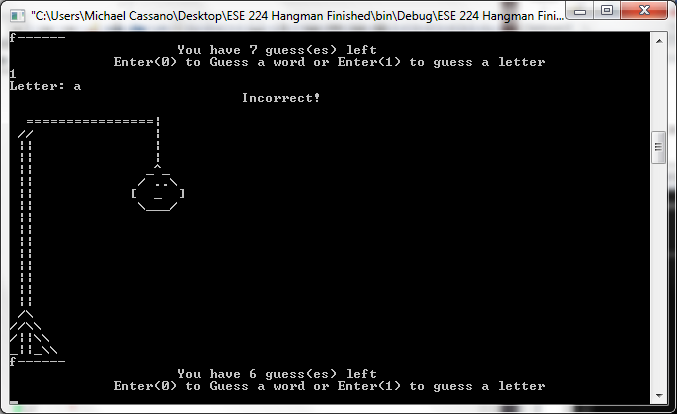 "C:\Users\Michael Cassano\Desktop\ESE 224 Hangman Finished\bin\Debug\ESE 224 Hangman Fini...
f------
You have 7 guess(es) left
Enter(0) to Guess a word or Enter(1) to guess a letter
1
Letter: a
Incorrect!
f------
You have 6 guess(es) left
Enter(0) to Guess a word or Enter(1) to guess a letter